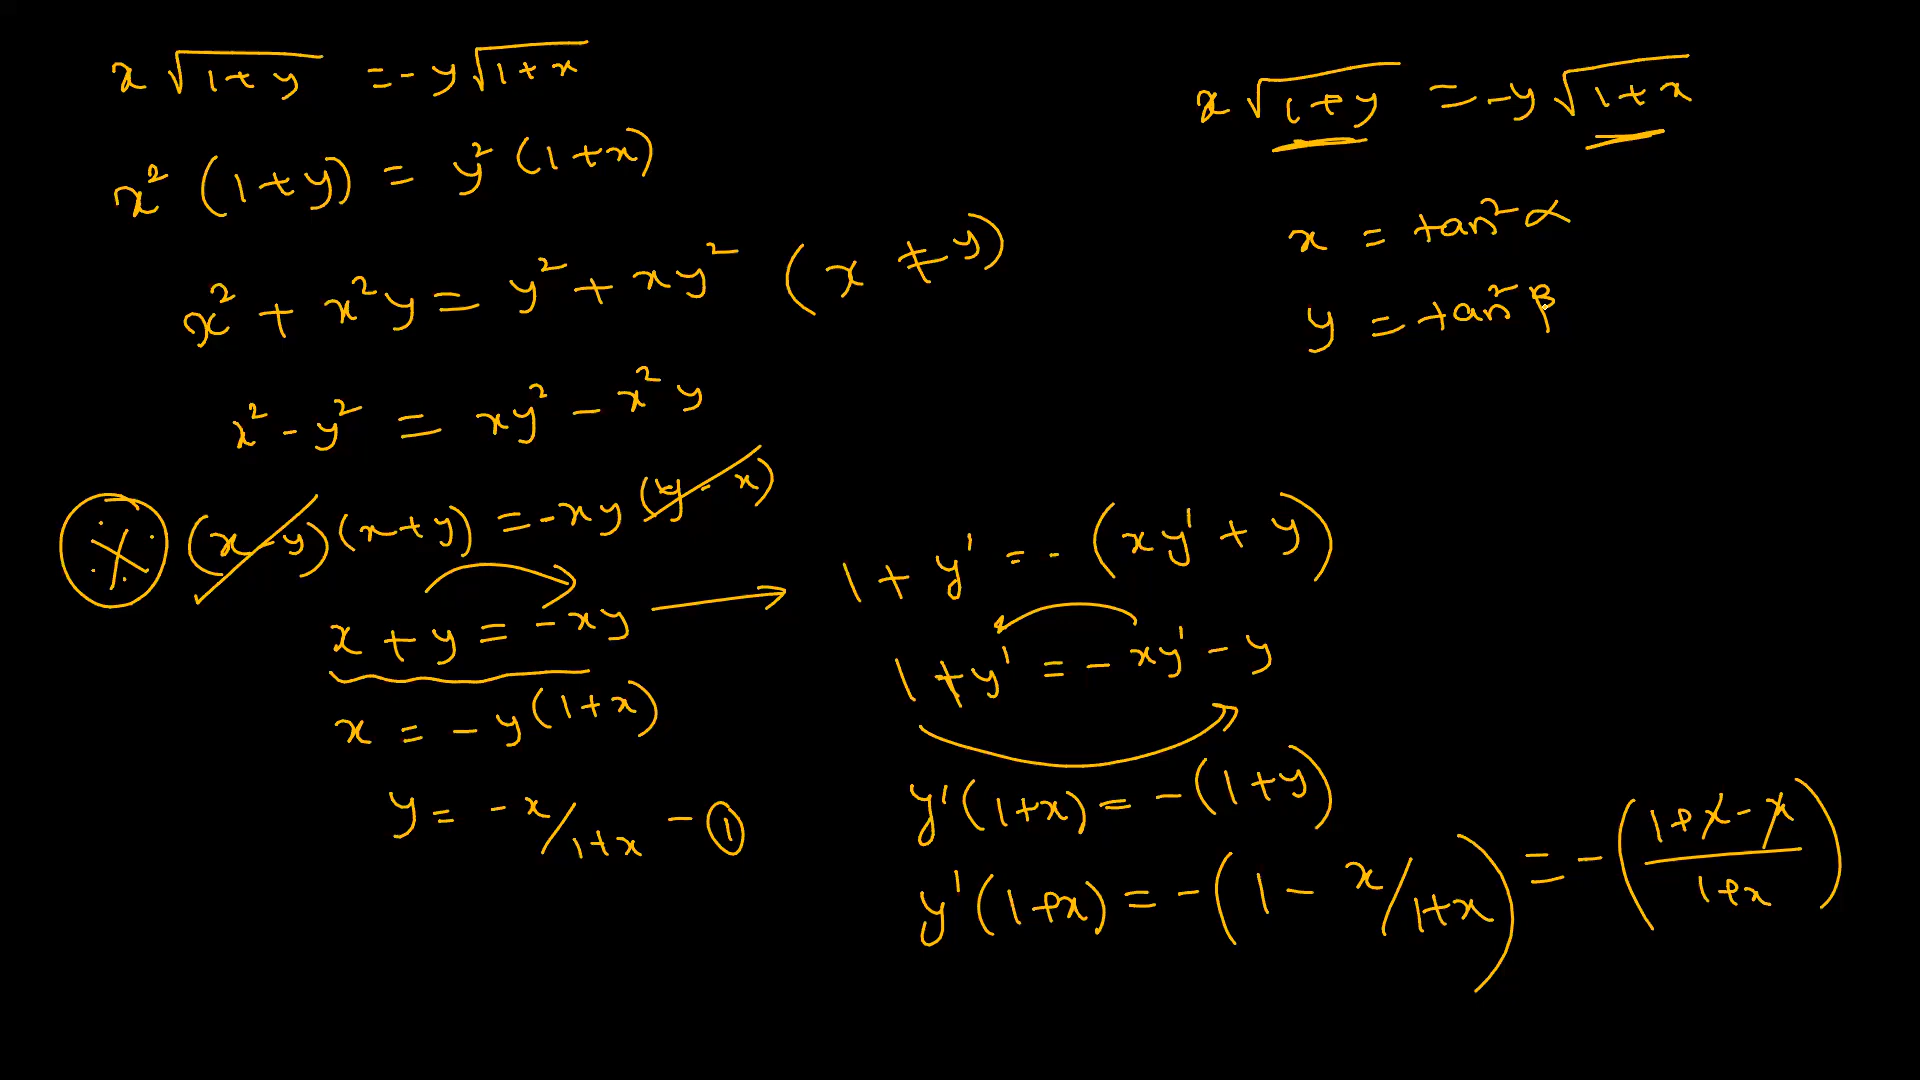 x √(1+y) = -y √(1+x)
x² (1+y) = y² (1+x)
x² + x²y = y² + xy² (x ≠ y)
x² - y² = xy² - x²y
(x-y)(x+y) = -xy (y-x)
x + y = -xy →
x = -y(1+x)
y = -x/1+x - ①
x √(1+y) = -y √(1+x)
x = tan²α
y = tan²β
1 + y' = -(xy' + y)
1 + y' = -xy' - y
y'(1+x) = -(1+y)
y'(1+x) = -(1 - x/1+x) = -((1+x-x)/(1+x))